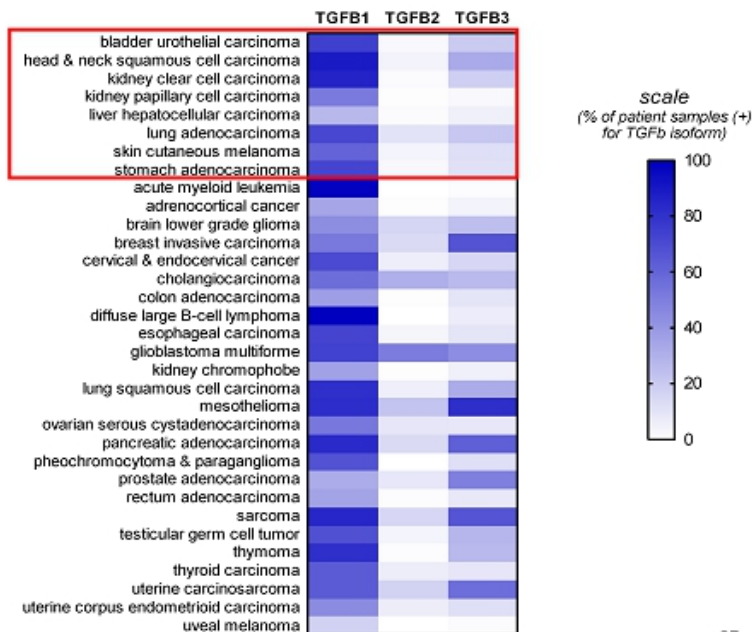 TGFB1 TGFB2 TGFB3
bladder urothelial carcinoma
head & neck squamous cell carcinoma
kidney clear cell carcinoma
kidney papillary cell carcinoma
liver hepatocellular carcinoma
lung adenocarcinoma
skin cutaneous melanoma
stomach adenocarcinoma
acute myeloid leukemia
adrenocortical cancer
brain lower grade glioma
breast invasive carcinoma
cervical & endocervical cancer
cholangiocarcinoma
colon adenocarcinoma
diffuse large B-cell lymphoma
esophageal carcinoma
glioblastoma multiforme
kidney chromophobe
lung squamous cell carcinoma
mesothelioma
ovarian serous cystadenocarcinoma
pancreatic adenocarcinoma
pheochromocytoma & paraganglioma
prostate adenocarcinoma
rectum adenocarcinoma
sarcoma
testicular germ cell tumor
thymoma
thyroid carcinoma
uterine carcinosarcoma
uterine corpus endometrioid carcinoma
uveal melanoma
scale
(% of patient samples (+)
for TGFb isoform)
100
80
60
40
20
0